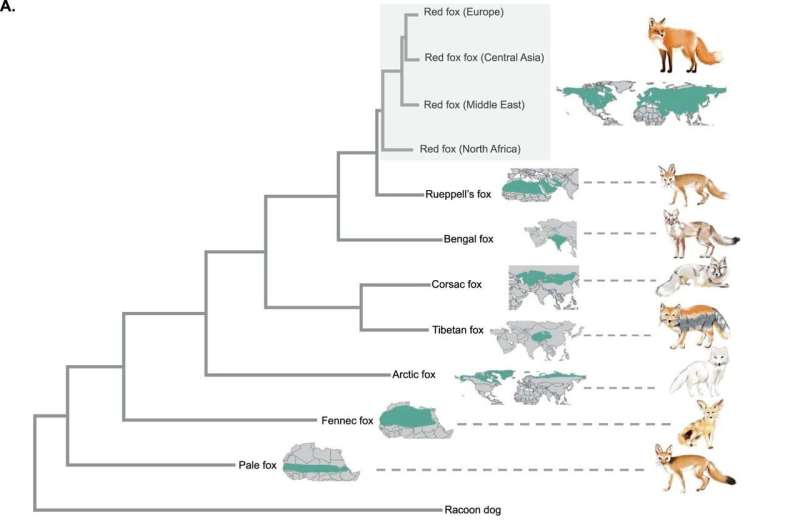 A.
Red fox (Europe)
Red fox fox (Central Asia)
Red fox (Middle East)
Red fox (North Africa)
Rueppell's fox
Bengal fox
Corsac fox
Tibetan fox
Arctic fox
Fennec fox
Pale fox
Racoon dog